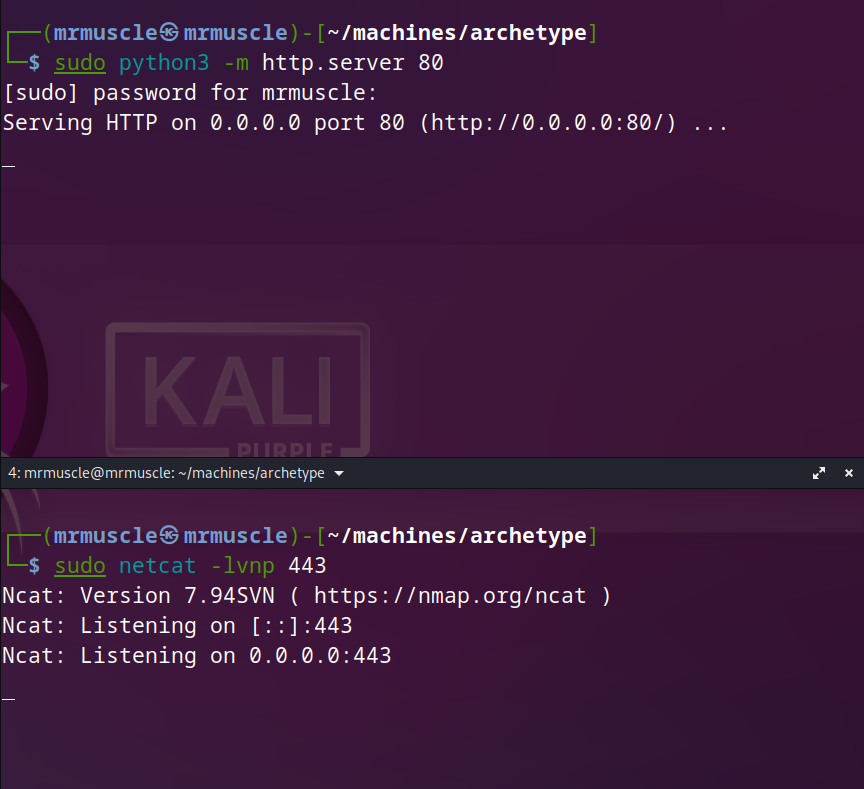 ┌──(mrmuscle㉿mrmuscle)-[~/machines/archetype]
└─$ sudo python3 -m http.server 80
[sudo] password for mrmuscle:
Serving HTTP on 0.0.0.0 port 80 (http://0.0.0.0:80/) ...
KALI
PURPLE
4: mrmuscle@mrmuscle: ~/machines/archetype
┌──(mrmuscle㉿mrmuscle)-[~/machines/archetype]
└─$ sudo netcat -lvnp 443
Ncat: Version 7.94SVN ( https://nmap.org/ncat )
Ncat: Listening on [::]:443
Ncat: Listening on 0.0.0.0:443